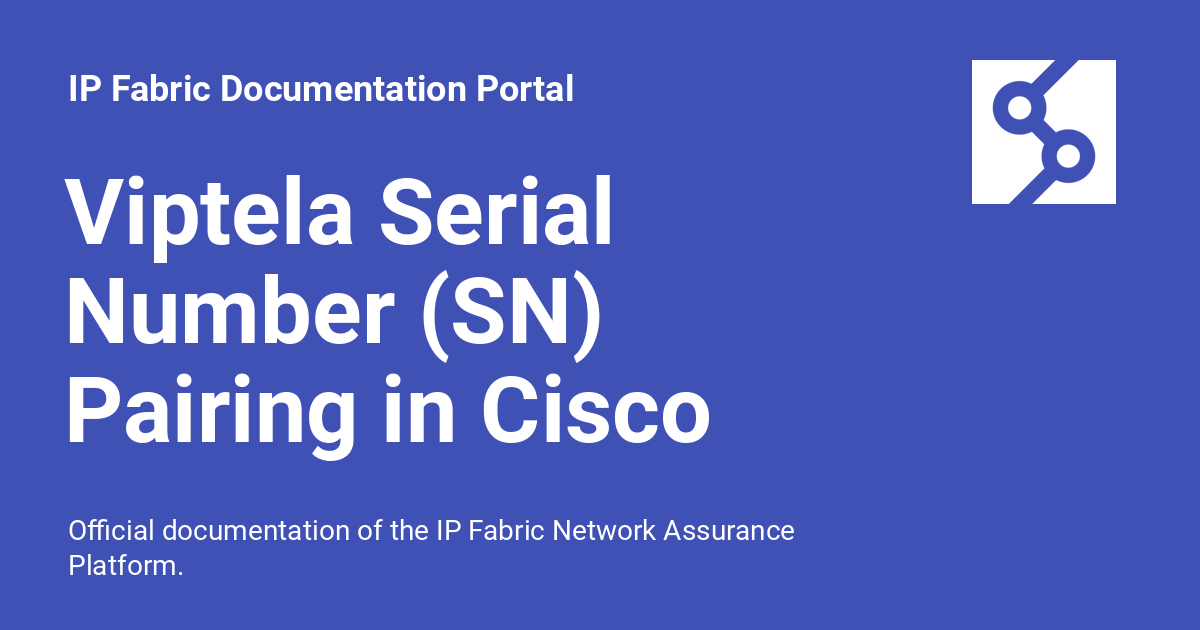 IP Fabric Documentation Portal
Viptela Serial
Number (SN)
Pairing in Cisco
Official documentation of the IP Fabric Network Assurance
Platform.